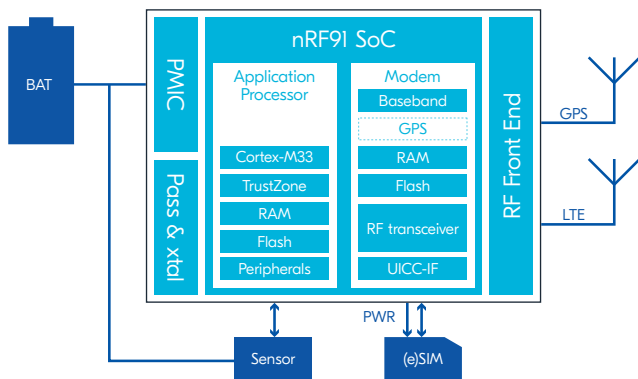 BAT
PMIC
Pass & xtal
nRF91 SoC
Application
Processor
Cortex-M33
TrustZone
RAM
Flash
Peripherals
Modem
Baseband
GPS
RAM
Flash
RF transceiver
UICC-IF
RF Front End
GPS
LTE
PWR
Sensor
(e)SIM